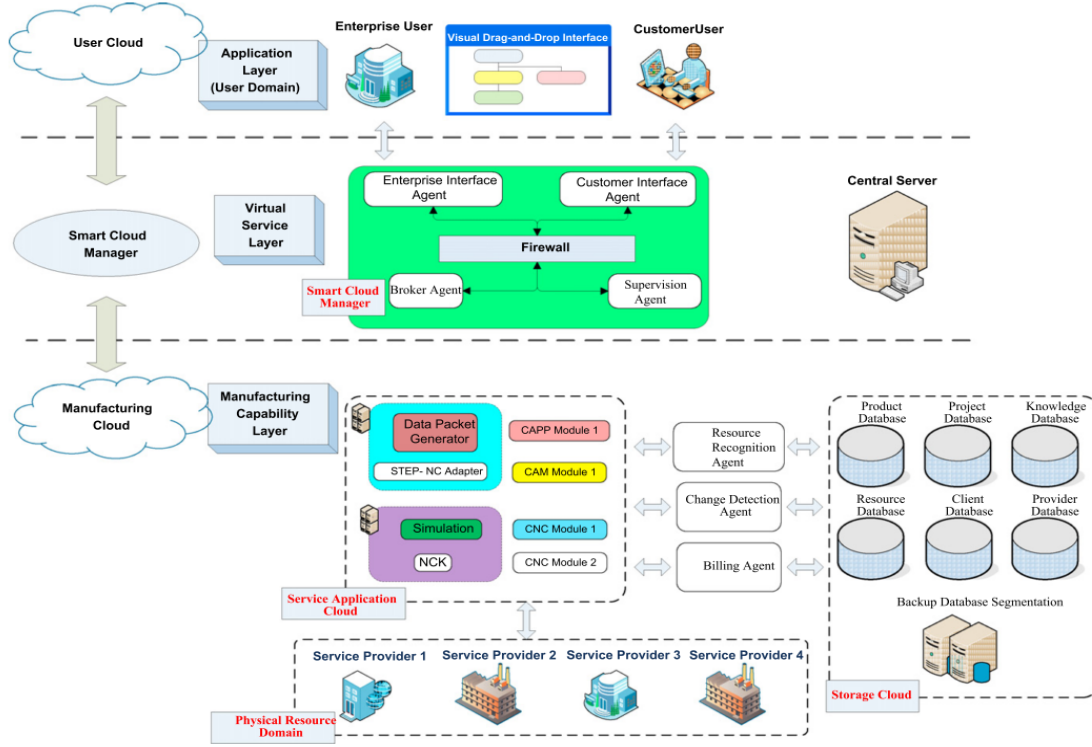 User Cloud
Application
Layer
(User Domain)
Enterprise User
Visual Drag-and-Drop Interface
CustomerUser
Smart Cloud
Manager
Virtual
Service
Layer
Enterprise Interface
Agent
Customer Interface
Agent
Firewall
Broker Agent
Supervision
Agent
Smart Cloud
Manager
Central Server
Manufacturing
Cloud
Manufacturing
Capability
Layer
Data Packet
Generator
STEP- NC Adapter
CAPP Module 1
CAM Module 1
Simulation
NCK
CNC Module 1
CNC Module 2
Service Application
Cloud
Resource
Recognition
Agent
Change Detection
Agent
Billing Agent
Product
Database
Project
Database
Knowledge
Database
Resource
Database
Client
Database
Provider
Database
Backup Database Segmentation
Storage Cloud
Service Provider 1
Service Provider 2
Service Provider 3
Service Provider 4
Physical Resource
Domain